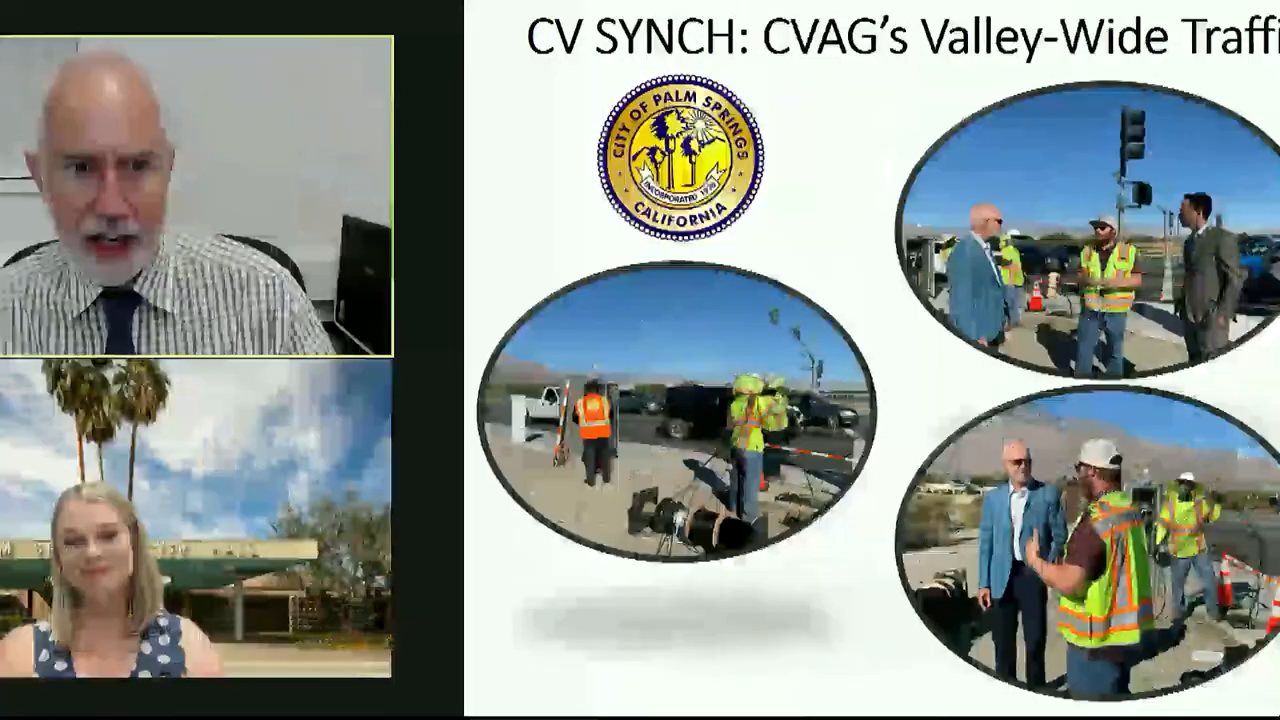 CV SYNCH: CVAG's Valley-Wide Traffi
CITY OF PALM SPRINGS
INCORPORATED 1938
CALIFORNIA